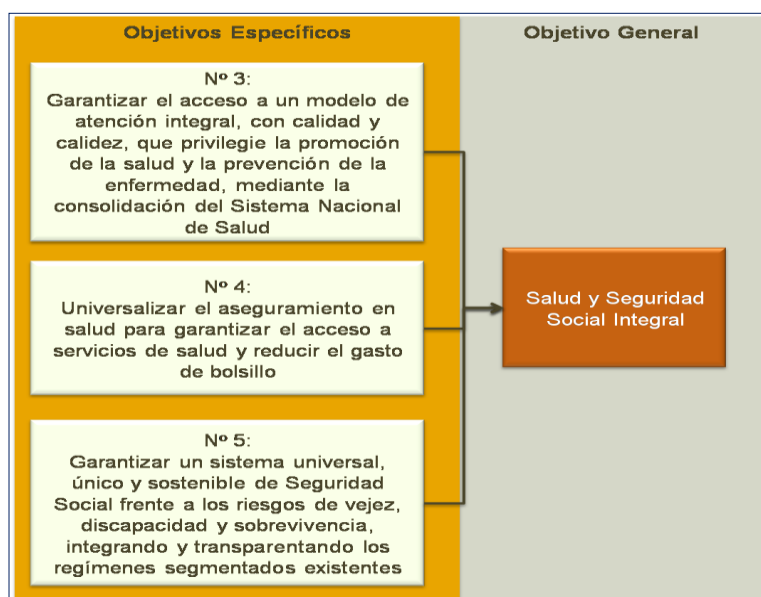 Objetivos Específicos
Objetivo General
Nº 3:
Garantizar el acceso a un modelo de
atención integral, con calidad y
calidez, que privilegie la promoción
de la salud y la prevención de la
enfermedad, mediante la
consolidación del Sistema Nacional
de Salud
Nº 4:
Universalizar el aseguramiento en
salud para garantizar el acceso a
servicios de salud y reducir el gasto
de bolsillo
Nº 5:
Garantizar un sistema universal,
único y sostenible de Seguridad
Social frente a los riesgos de vejez,
discapacidad y sobrevivencia,
integrando y transparentando los
regímenes segmentados existentes
Salud y Seguridad
Social Integral